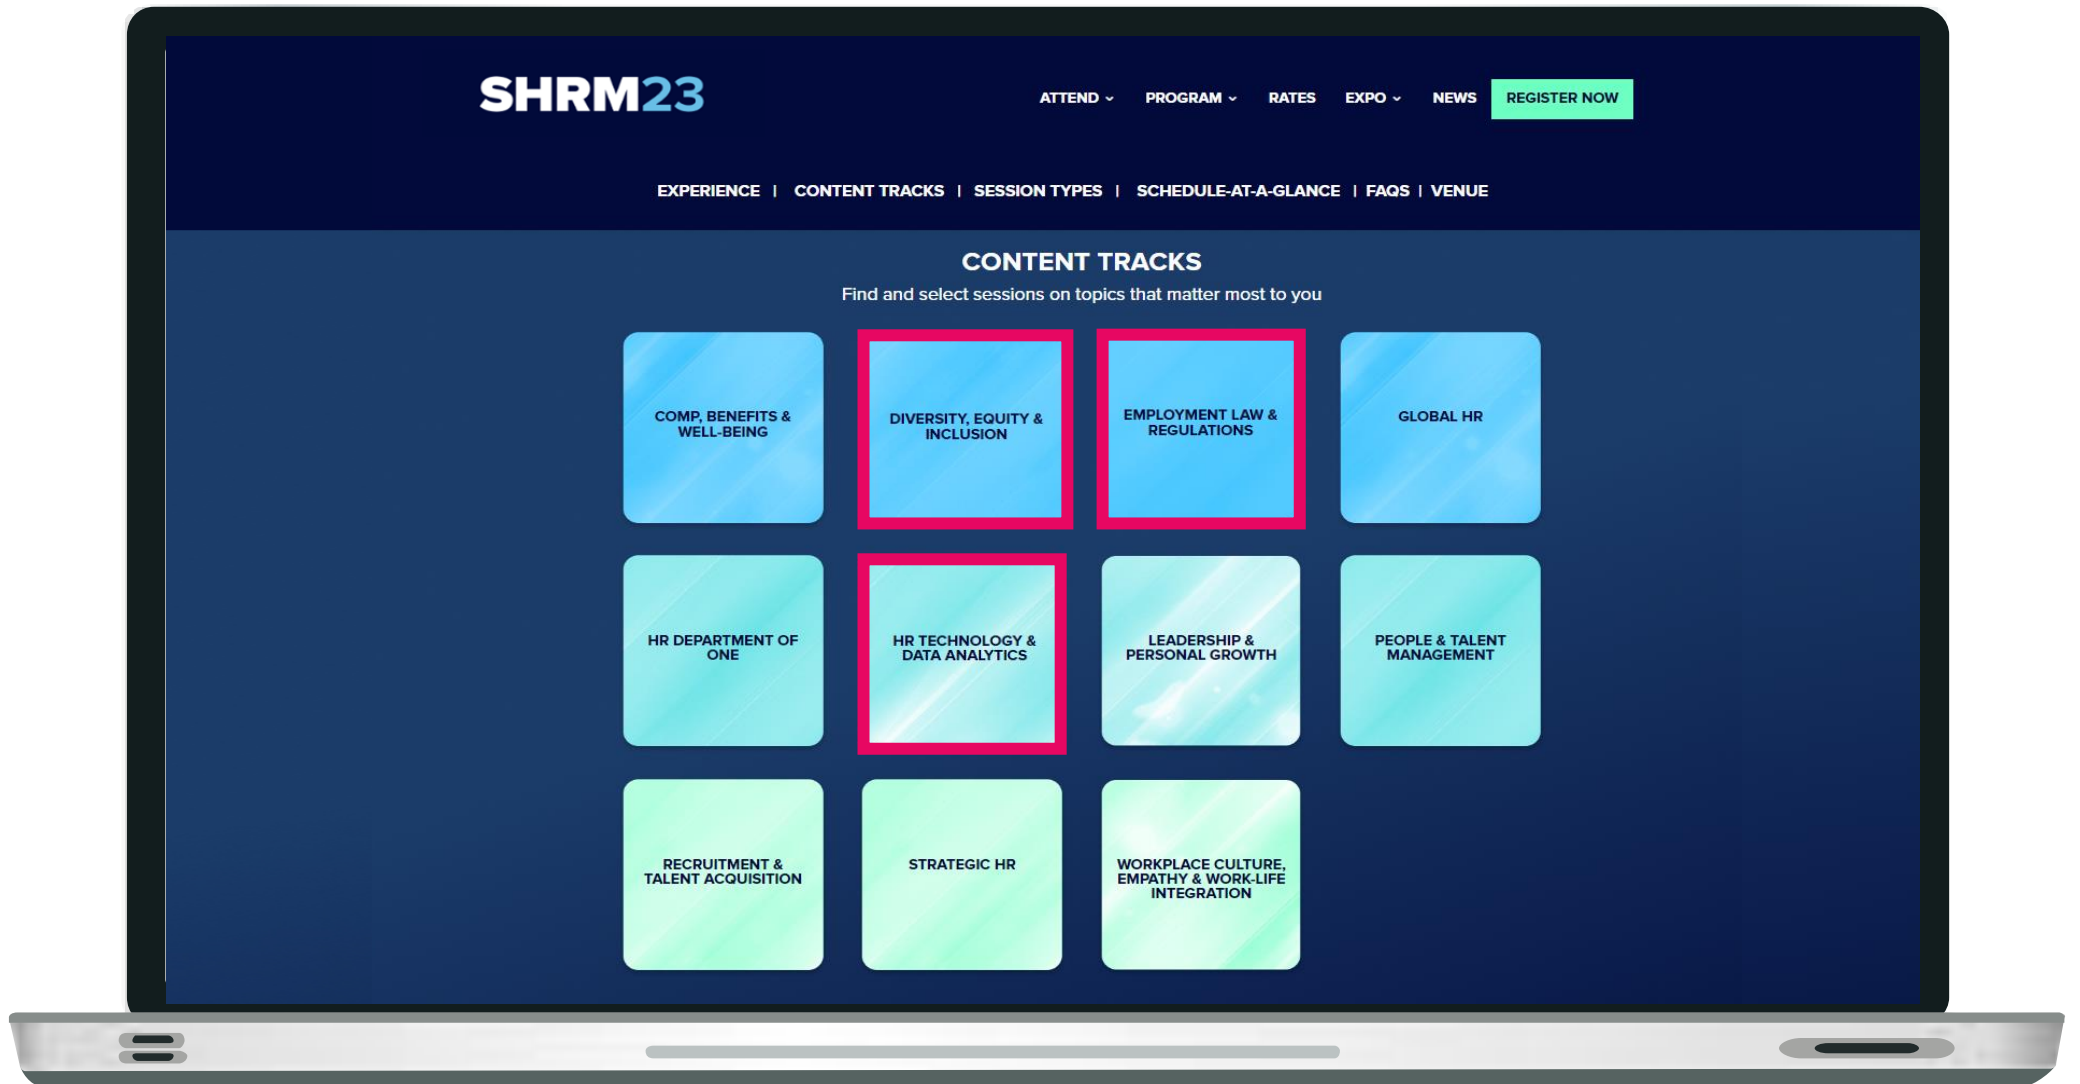 SHRM23
ATTEND PROGRAM RATES EXPO NEWS REGISTER NOW
EXPERIENCE | CONTENT TRACKS | SESSION TYPES | SCHEDULE-AT-A-GLANCE | FAQS | VENUE
CONTENT TRACKS
Find and select sessions on topics that matter most to you
COMP, BENEFITS &
WELL-BEING
DIVERSITY, EQUITY &
INCLUSION
EMPLOYMENT LAW &
REGULATIONS
GLOBAL HR
HR DEPARTMENT OF
ONE
HR TECHNOLOGY &
DATA ANALYTICS
LEADERSHIP &
PERSONAL GROWTH
PEOPLE & TALENT
MANAGEMENT
RECRUITMENT &
TALENT ACQUISITION
STRATEGIC HR
WORKPLACE CULTURE,
EMPATHY & WORK-LIFE
INTEGRATION